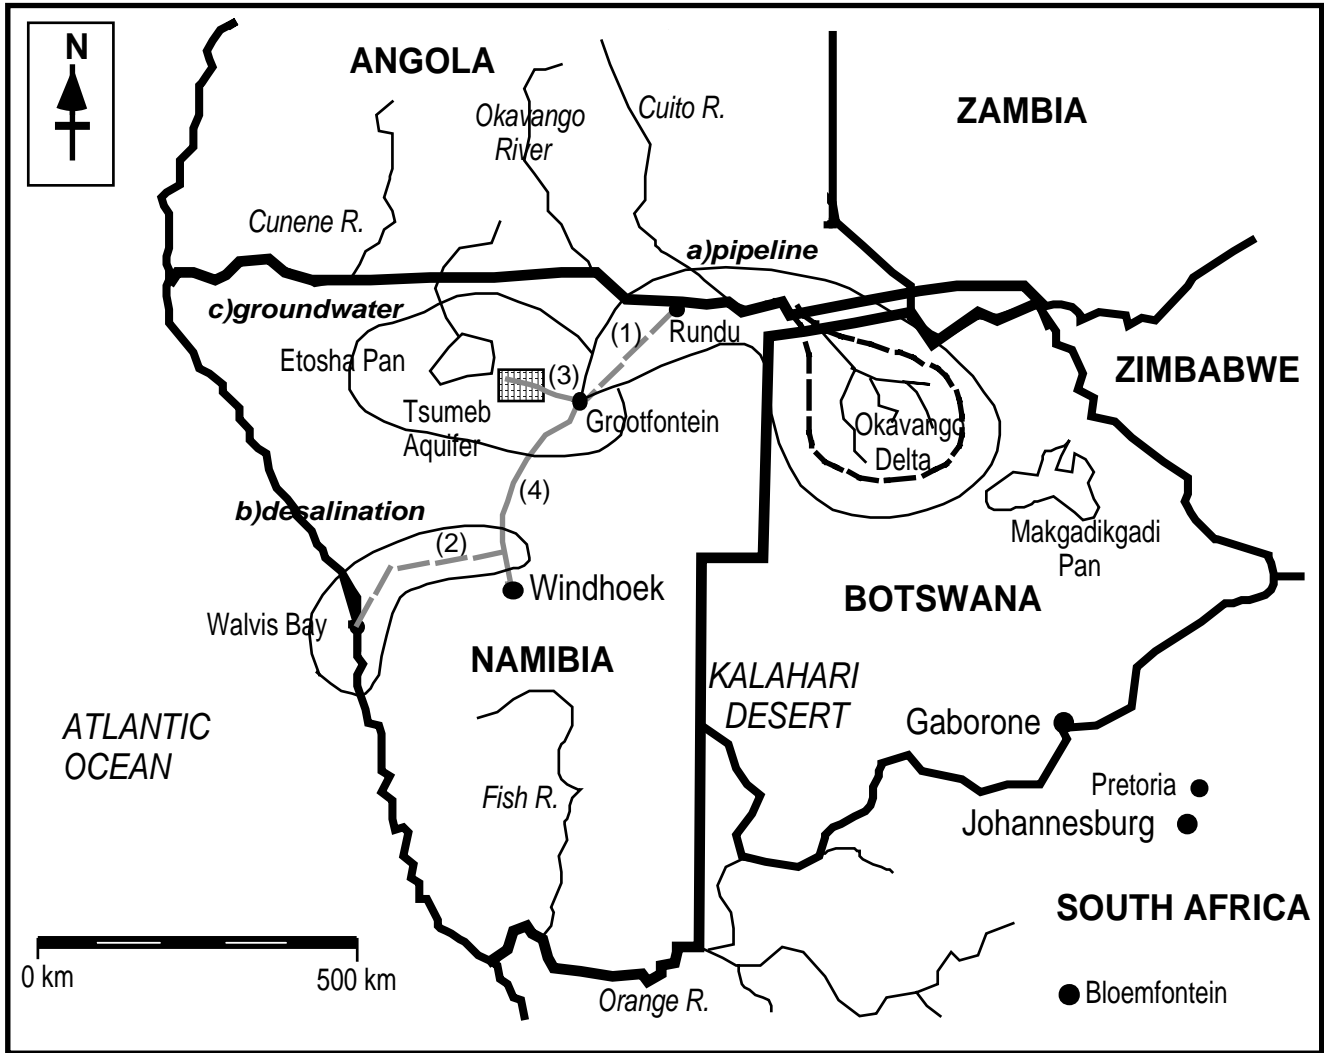 N
ANGOLA
Okavango
River
Cuito R.
ZAMBIA
Cunene R.
a)pipeline
c)groundwater
(1)
Rundu
Etosha Pan
(3)
ZIMBABWE
Tsumeb
Aquifer
Grootfontein
Okavango
Delta
(4)
b)desalination
(2)
Makgadikgadi
Pan
Windhoek
BOTSWANA
Walvis Bay
NAMIBIA
KALAHARI
DESERT
ATLANTIC
OCEAN
Gaborone
Fish R.
Pretoria
Johannesburg
SOUTH AFRICA
0 km
500 km
Orange R.
Bloemfontein